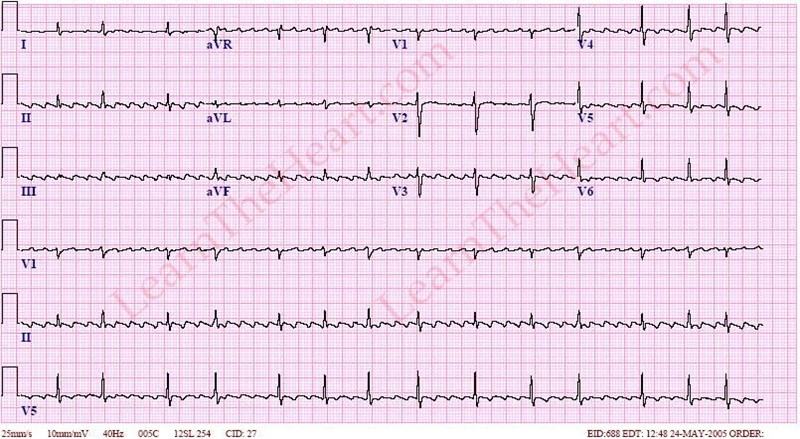 I aVR V1 V4
II aVL V2 V5
III aVF V3 V6
V1
II
V5
LearnTheHeart.com
LearnTheHeart.com
25mm/s 10mm/mV 40Hz 005C 12SL 254 CID: 27 EID:688 EDT: 12:48 24-MAY-2005 ORDER: